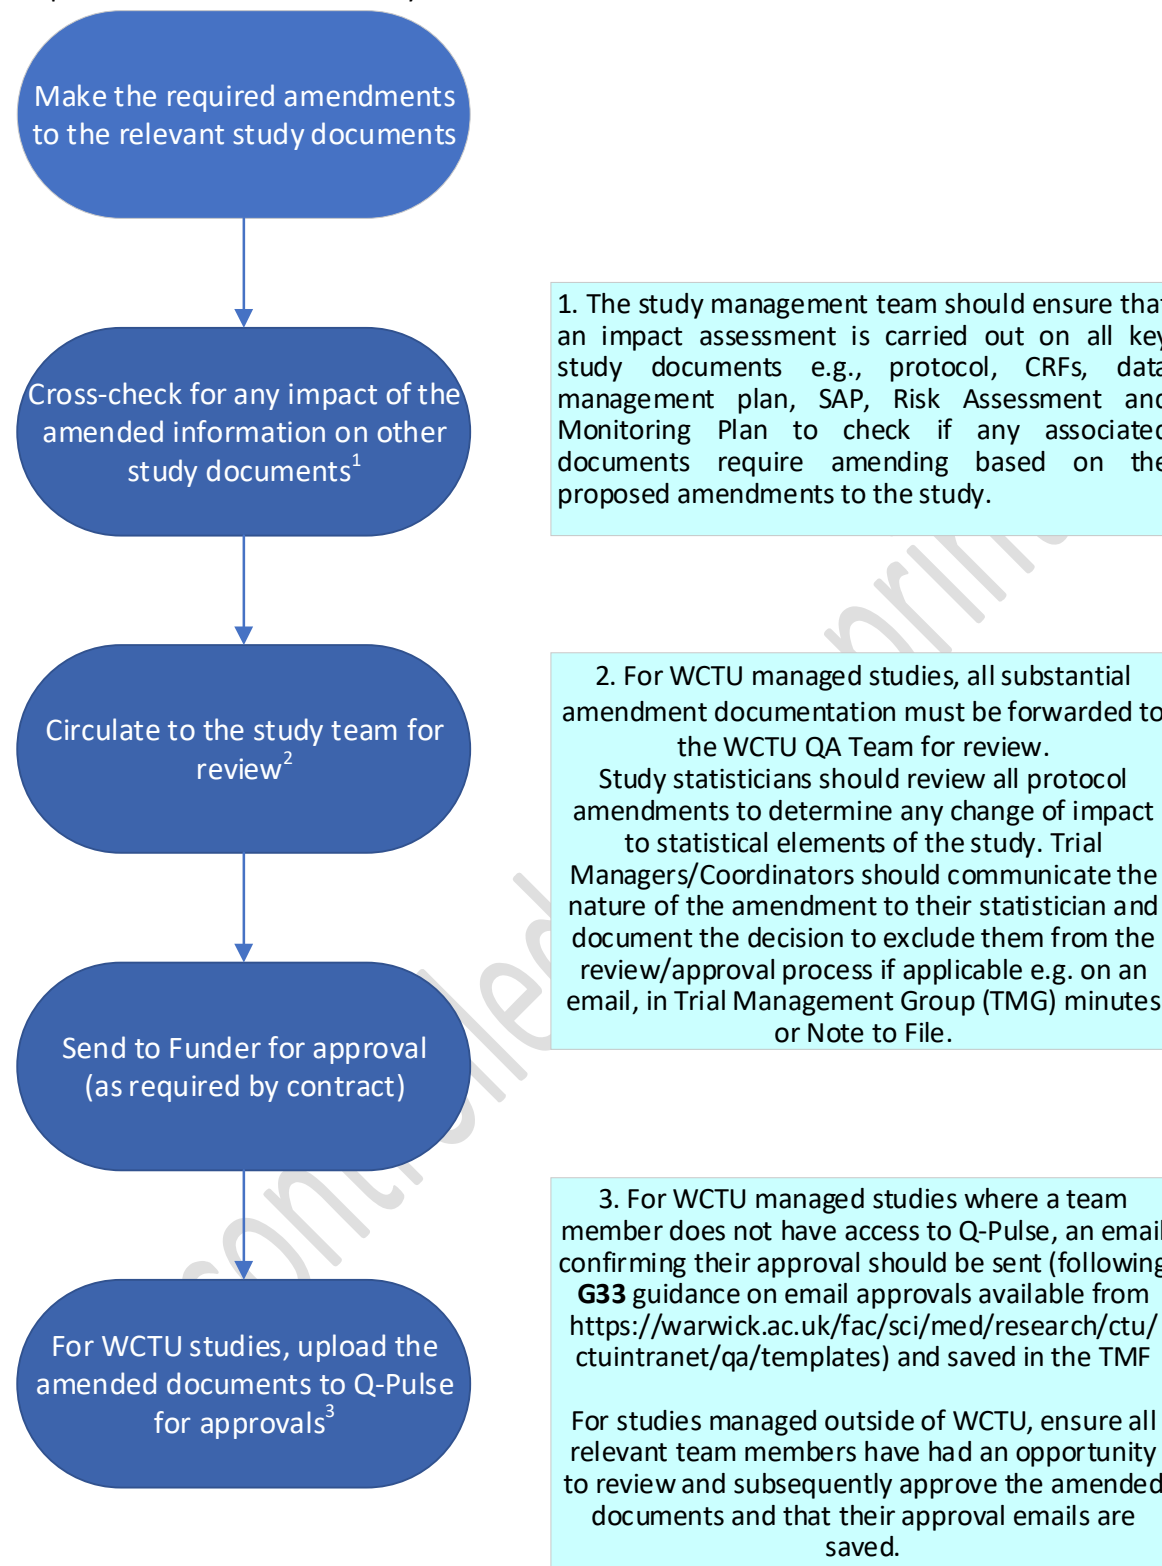 Make the required amendments
to the relevant study documents
Cross-check for any impact of the
amended information on other
study documents1
1. The study management team should ensure that
an impact assessment is carried out on all key
study documents e.g., protocol, CRFs, data
management plan, SAP, Risk Assessment and
Monitoring Plan to check if any associated
documents require amending based on the
proposed amendments to the study.
Circulate to the study team for
review2
2. For WCTU managed studies, all substantial
amendment documentation must be forwarded to
the WCTU QA Team for review.
Study statisticians should review all protocol
amendments to determine any change of impact
to statistical elements of the study. Trial
Managers/Coordinators should communicate the
nature of the amendment to their statistician and
document the decision to exclude them from the
review/approval process if applicable e.g. on an
email, in Trial Management Group (TMG) minutes
or Note to File.
Send to Funder for approval
(as required by contract)
For WCTU studies, upload the
amended documents to Q-Pulse
for approvals3
3. For WCTU managed studies where a team
member does not have access to Q-Pulse, an email
confirming their approval should be sent (following
G33 guidance on email approvals available from
https://warwick.ac.uk/fac/sci/med/research/ctu/
ctuintranet/qa/templates) and saved in the TMF
For studies managed outside of WCTU, ensure all
relevant team members have had an opportunity
to review and subsequently approve the amended
documents and that their approval emails are
saved.